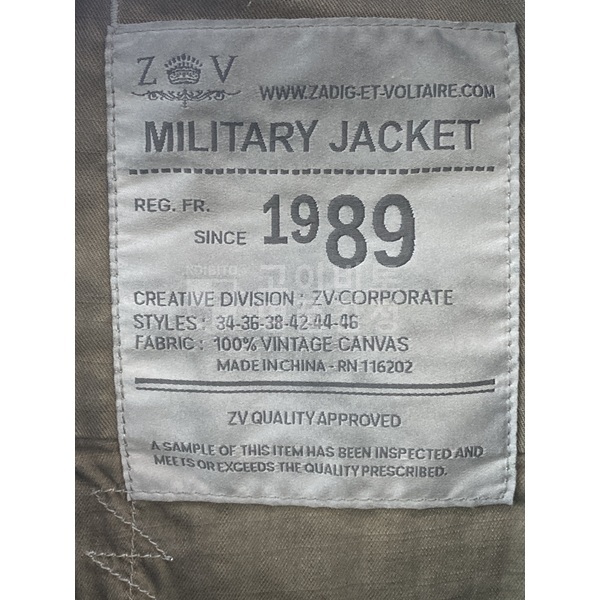 Z V
WWW.ZADIG-ET-VOLTAIRE.COM
MILITARY JACKET
REG. FR.
SINCE 1989
CREATIVE DIVISION : ZV-CORPORATE
STYLES : 34-36-38-42-44-46
FABRIC : 100% VINTAGE CANVAS
MADE IN CHINA - RN 116202
ZV QUALITY APPROVED
A SAMPLE OF THIS ITEM HAS BEEN INSPECTED AND
MEETS OR EXCEEDS THE QUALITY PRESCRIBED.